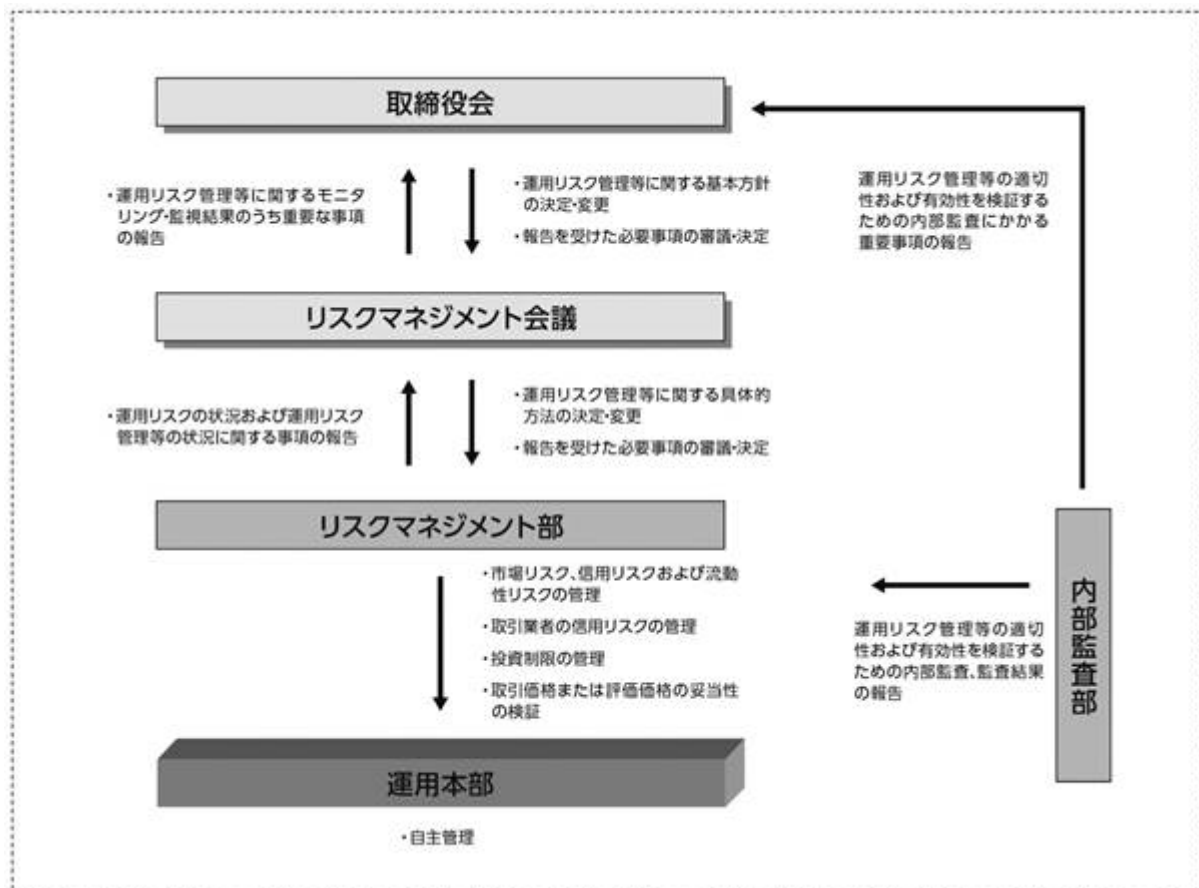 取締役会
・運用リスク管理等に関するモニタ
リング・監視結果のうち重要な事項
の報告
・運用リスク管理等に関する基本方針
の決定・変更
・報告を受けた必要事項の審議・決定
運用リスク管理等の適切
性および有効性を検証する
ための内部監査にかかる
重要事項の報告
リスクマネジメント会議
・運用リスクの状況および運用リスク
管理等の状況に関する事項の報告
・運用リスク管理等に関する具体的
方法の決定・変更
・報告を受けた必要事項の審議・決定
リスクマネジメント部
・市場リスク、信用リスクおよび流動
性リスクの管理
・取引業者の信用リスクの管理
・投資制限の管理
・取引価格または評価価格の妥当性
の検証
運用リスク管理等の適切
性および有効性を検証する
ための内部監査、監査結果
の報告
内部監査部
運用本部
・自主管理